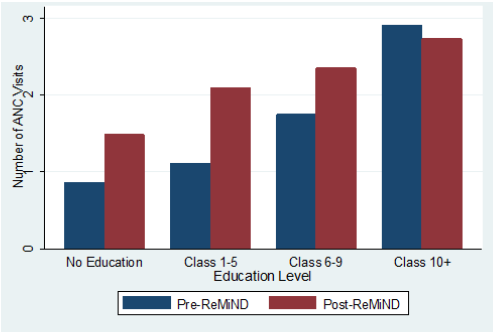 Number of ANC Visits
3
2
1
0
No Education Class 1-5 Class 6-9 Class 10+
Education Level
Pre-ReMiND Post-ReMiND